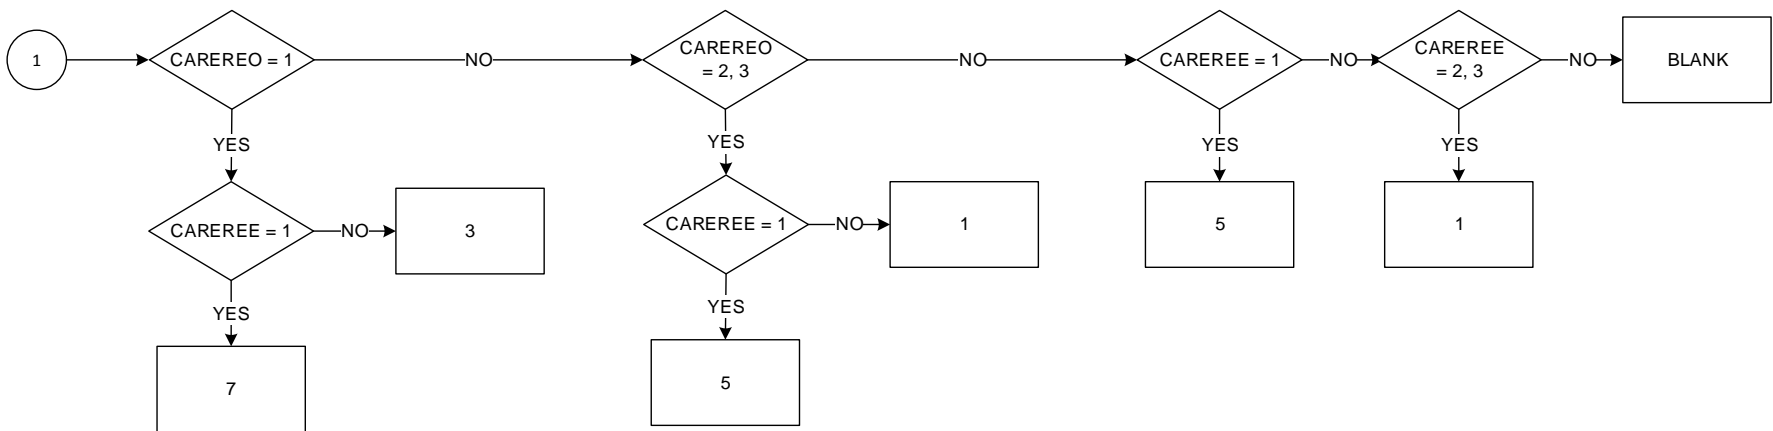 1
CAREREO = 1
NO
CAREREO
= 2, 3
NO
CAREREE = 1
NO
CAREREE
= 2, 3
NO
BLANK
YES
YES
YES
YES
CAREREE = 1
NO
3
CAREREE = 1
NO
1
5
1
YES
YES
7
5